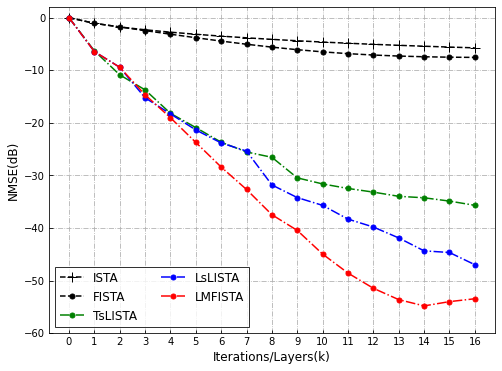 0
−10
−20
−30
−40
−50
−60
NMSE(dB)
ISTA
FISTA
TsLISTA
LsLISTA
LMFISTA
0 1 2 3 4 5 6 7 8 9 10 11 12 13 14 15 16
Iterations/Layers(k)